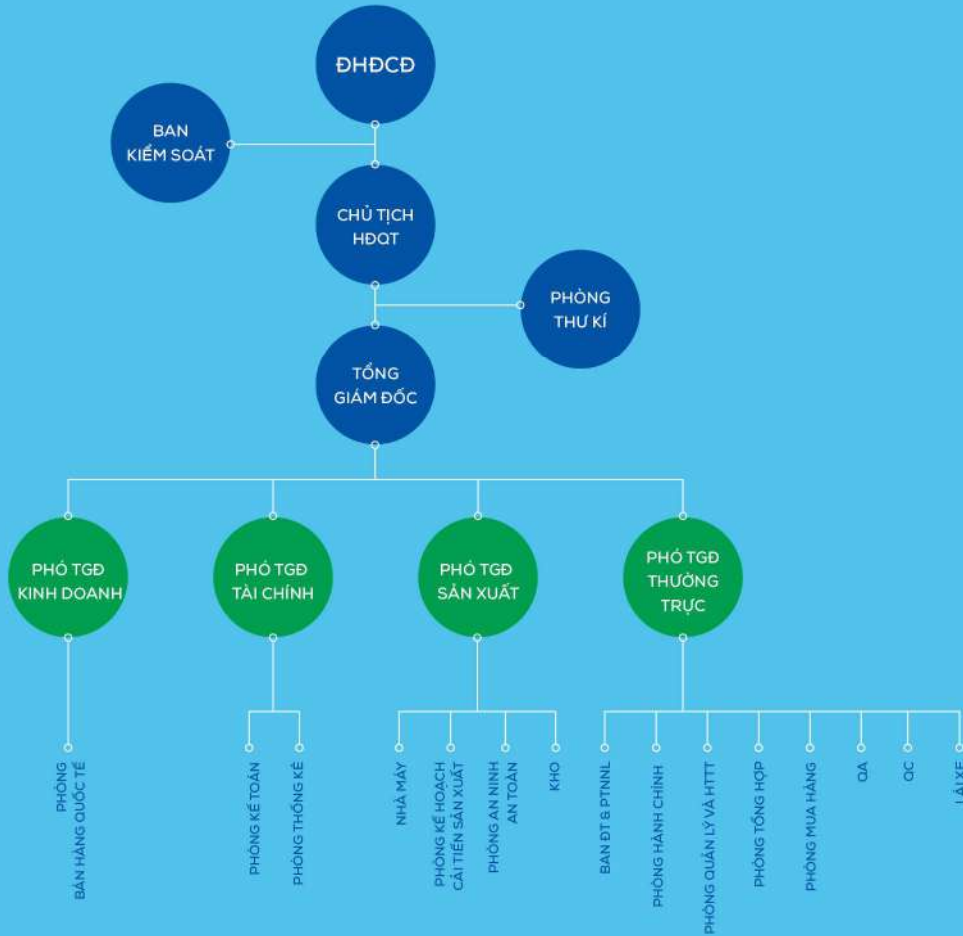 ĐHĐCĐ
BAN
KIỂM SOÁT
CHỦ TỊCH
HĐQT
PHÒNG
THƯ KÍ
TỔNG
GIÁM ĐỐC
PHÓ TGĐ
KINH DOANH
PHÓ TGĐ
TÀI CHÍNH
PHÓ TGĐ
SẢN XUẤT
PHÓ TGĐ
THƯỜNG
TRỰC
PHÒNG
BÁN HÀNG QUỐC TẾ
PHÒNG KẾ TOÁN
PHÒNG THỐNG KÊ
NHÀ MÁY
PHÒNG KẾ HOẠCH
CẢI TIẾN SẢN XUẤT
PHÒNG AN NINH
AN TOÀN
KHO
BAN ĐT & PTNNL
PHÒNG HÀNH CHÍNH
PHÒNG QUẢN LÝ VÀ HTTT
PHÒNG TỔNG HỢP
PHÒNG MUA HÀNG
QA
QC
LÁI XE